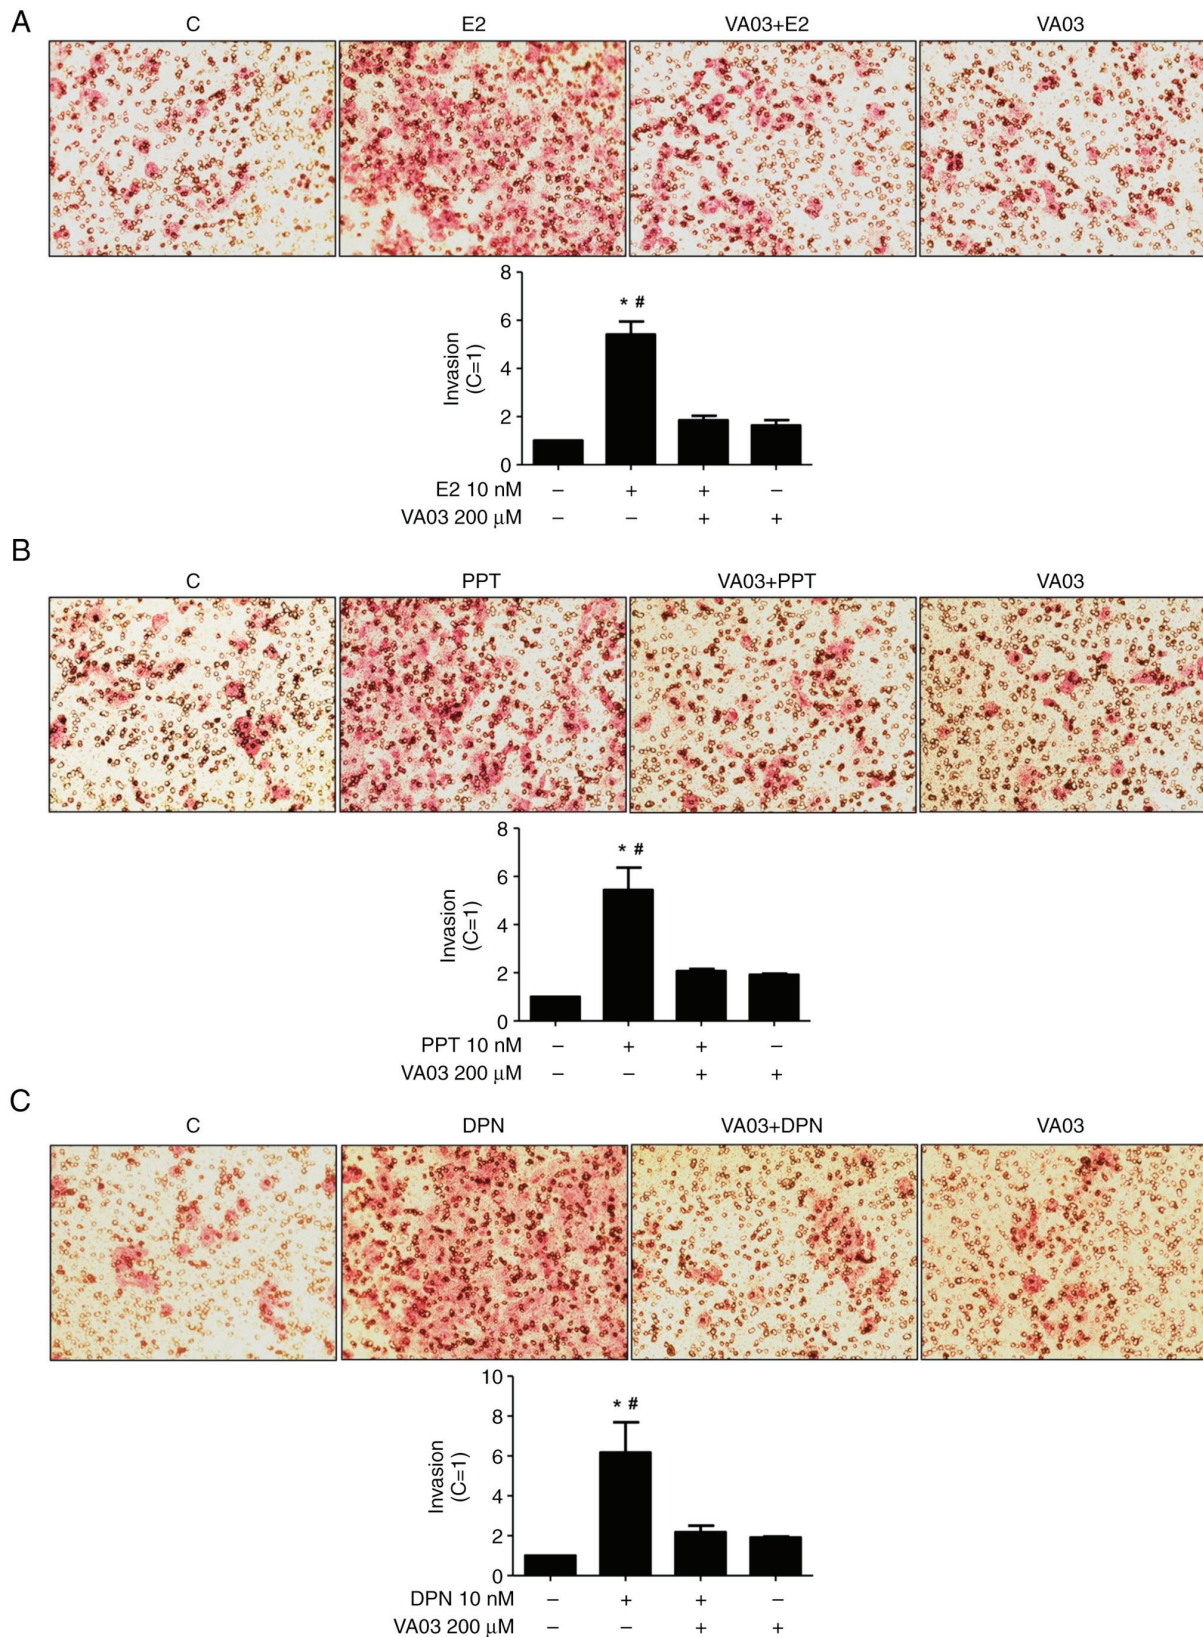 A
C E2 VA03+E2 VA03
8
* #
6
4
2
0
Invasion
(C=1)
E2 10 nM – + + –
VA03 200 μM – – + +
B
C PPT VA03+PPT VA03
8
* #
6
4
2
0
Invasion
(C=1)
PPT 10 nM – + + –
VA03 200 μM – – + +
C
C DPN VA03+DPN VA03
10
* #
8
6
4
2
0
Invasion
(C=1)
DPN 10 nM – + + –
VA03 200 μM – – + +